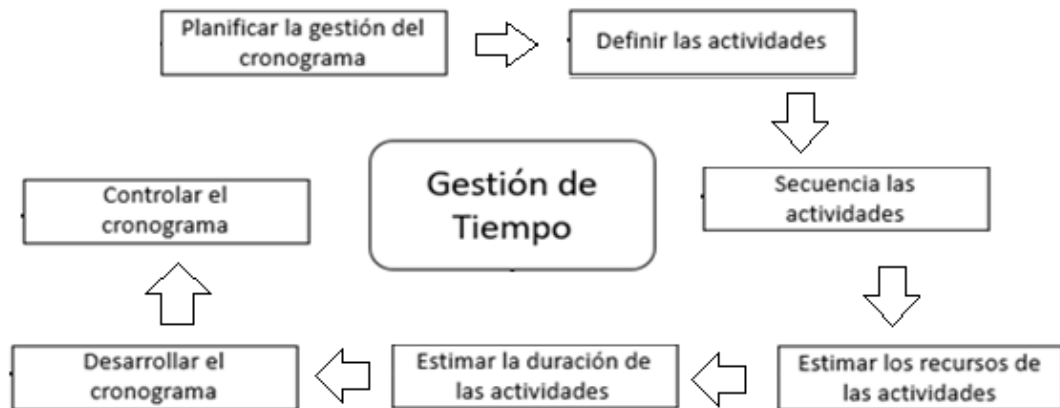 Planificar la gestión del
cronograma
Definir las actividades
Secuencia las
actividades
Estimar los recursos de
las actividades
Estimar la duración de
las actividades
Desarrollar el
cronograma
Controlar el
cronograma
Gestión de
Tiempo